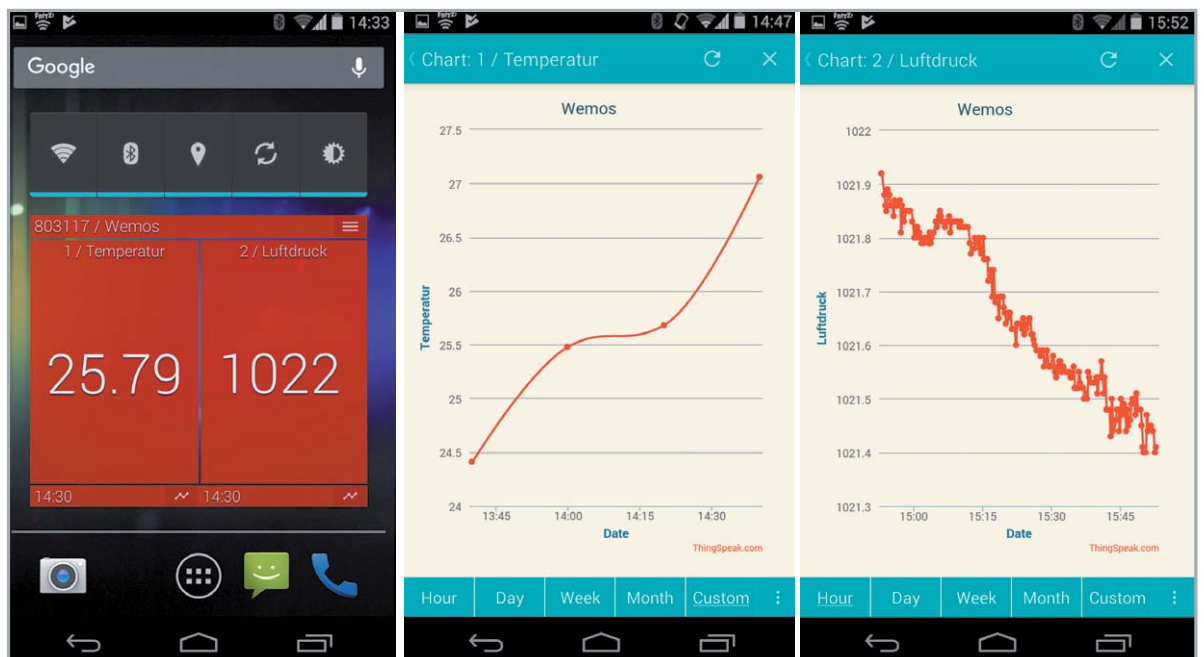 FRITZ!
14:33
Google
803117 / Wemos
1 / Temperatur
2 / Luftdruck
25.79
1022
14:30
14:30
FRITZ!
14:47
Chart: 1 / Temperatur
Wemos
27.5
27
26.5
26
25.5
25
24.5
24
Temperatur
13:45 14:00 14:15 14:30
Date
ThingSpeak.com
Hour Day Week Month Custom
FRITZ!
15:52
Chart: 2 / Luftdruck
Wemos
1022
1021.9
1021.8
1021.7
1021.6
1021.5
1021.4
1021.3
Luftdruck
15:00 15:15 15:30 15:45
Date
ThingSpeak.com
Hour Day Week Month Custom